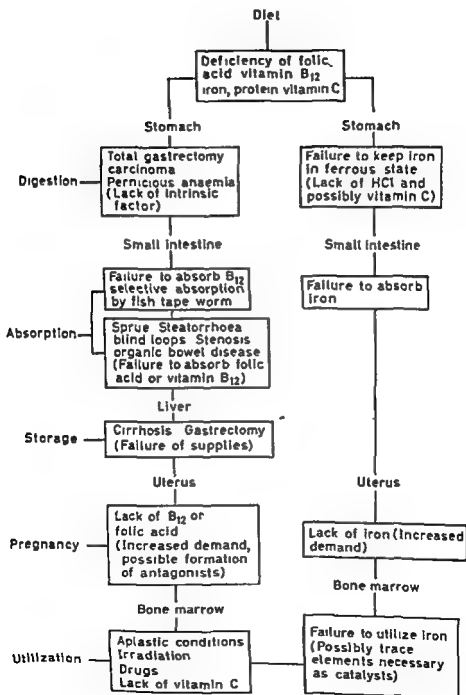 Diet
Deficiency of folic
acid vitamin B12
iron, protein vitamin C
Stomach
Stomach
Digestion
Total gastrectomy
carcinoma
Pernicious anaemia
(Lack of Intrinsic
factor)
Failure to keep iron
in ferrous state
(Lack of HCl and
possibly vitamin C)
Small intestine
Small intestine
Absorption
Failure to absorb B12
selective absorption
by fish tape worm
Failure to absorb
iron
Sprue Steatorrhoea
blind loops Stenosis
organic bowel disease
(Failure to absorb folic
acid or vitamin B12)
Liver
Storage
Cirrhosis Gastrectomy
(Failure of supplies)
Uterus
Uterus
Pregnancy
Lack of B12 or
folic acid
(Increased demand,
possible formation
of antagonists)
Lack of iron (Increased
demand)
Bone marrow
Bone marrow
Utilization
Aplastic conditions
Irradiation
Drugs
Lack of vitamin C
Failure to utilize iron
(Possibly trace
elements necessary
as catalysts)